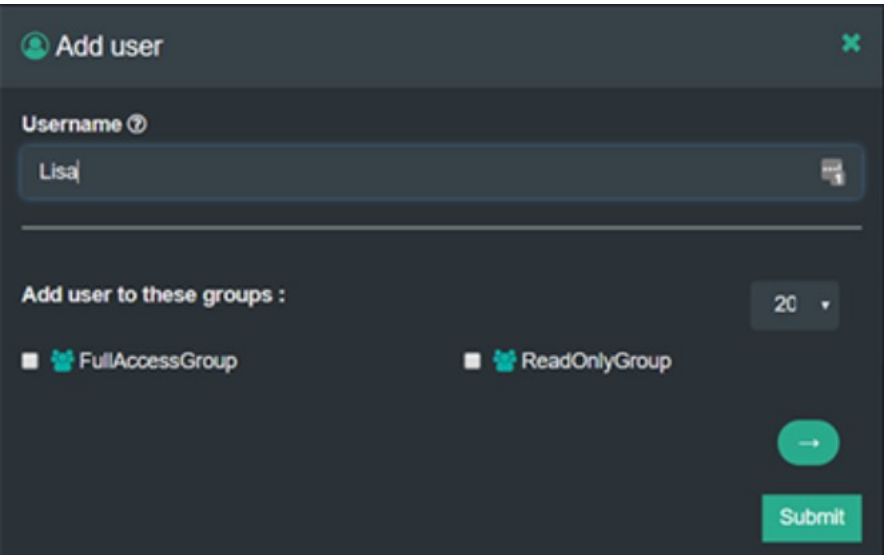 Add user
Username
Lisa
Add user to these groups :
20
FullAccessGroup
ReadOnlyGroup
Submit